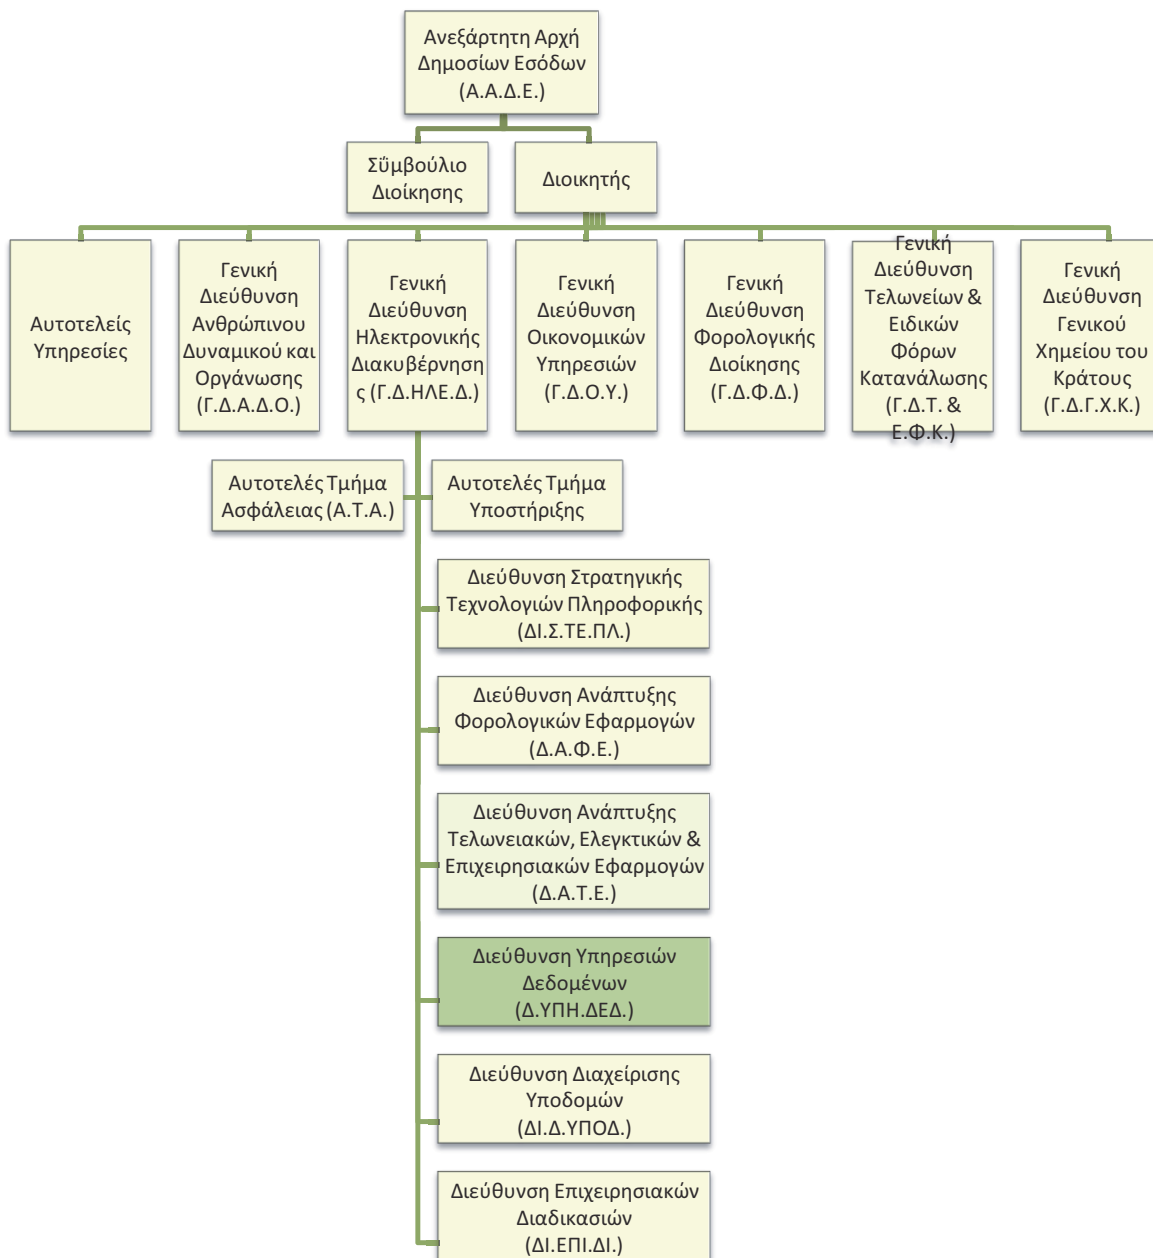 Ανεξάρτητη Αρχή
Δημοσίων Εσόδων
(Α.Α.Δ.Ε.)
Σΰμβούλιο
Διοίκησης
Διοικητής
Αυτοτελείς
Υπηρεσίες
Γενική
Διεύθυνση
Ανθρώπινου
Δυναμικού και
Οργάνωσης
(Γ.Δ.Α.Δ.Ο.)
Γενική
Διεύθυνση
Ηλεκτρονικής
Διακυβέρνηση
ς (Γ.Δ.ΗΛΕ.Δ.)
Γενική
Διεύθυνση
Οικονομικών
Υπηρεσιών
(Γ.Δ.Ο.Υ.)
Γενική
Διεύθυνση
Φορολογικής
Διοίκησης
(Γ.Δ.Φ.Δ.)
Γενική
Διεύθυνση
Τελωνείων &
Ειδικών
Φόρων
Κατανάλωσης
(Γ.Δ.Τ. &
Ε.Φ.Κ.)
Γενική
Διεύθυνση
Γενικού
Χημείου του
Κράτους
(Γ.Δ.Γ.Χ.Κ.)
Αυτοτελές Τμήμα
Ασφάλειας (Α.Τ.Α.)
Αυτοτελές Τμήμα
Υποστήριξης
Διεύθυνση Στρατηγικής
Τεχνολογιών Πληροφορικής
(ΔΙ.Σ.ΤΕ.ΠΛ.)
Διεύθυνση Ανάπτυξης
Φορολογικών Εφαρμογών
(Δ.Α.Φ.Ε.)
Διεύθυνση Ανάπτυξης
Τελωνειακών, Ελεγκτικών &
Επιχειρησιακών Εφαρμογών
(Δ.Α.Τ.Ε.)
Διεύθυνση Υπηρεσιών
Δεδομένων
(Δ.ΥΠΗ.ΔΕΔ.)
Διεύθυνση Διαχείρισης
Υποδομών
(ΔΙ.Δ.ΥΠΟΔ.)
Διεύθυνση Επιχειρησιακών
Διαδικασιών
(ΔΙ.ΕΠΙ.ΔΙ.)